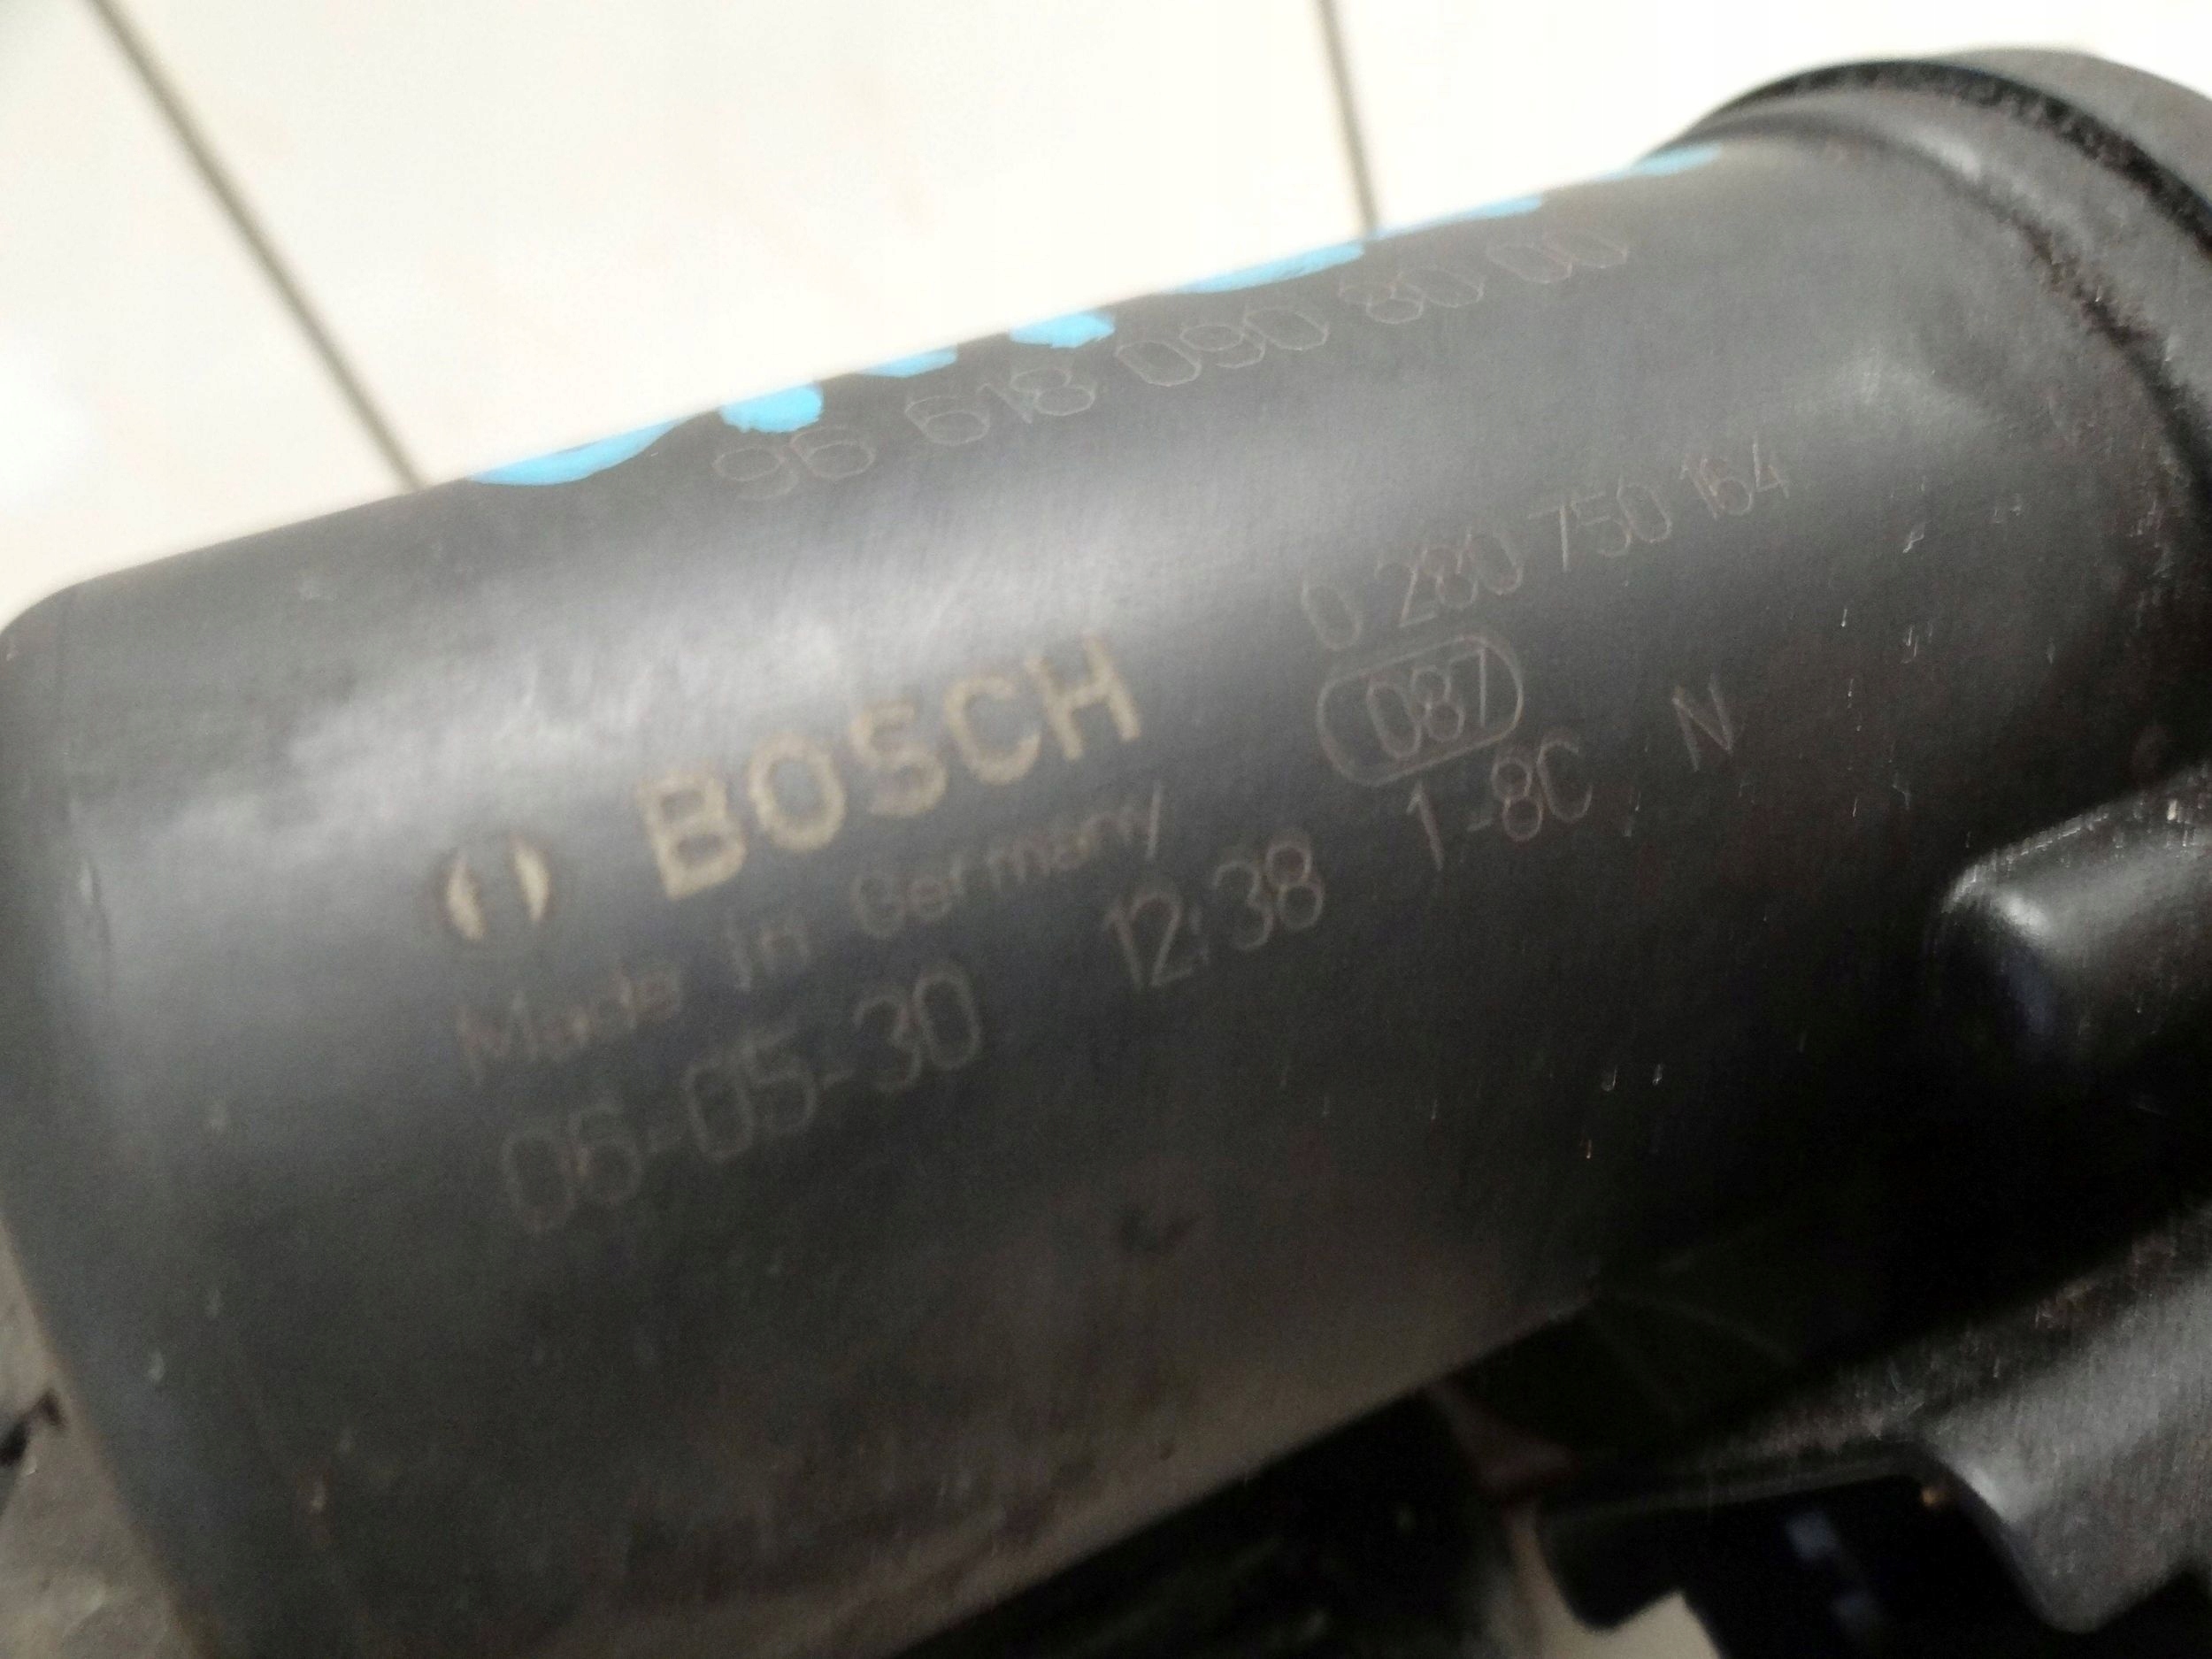 96 618 090 80 00
0 280 750 164
BOSCH
087
Made in Germany
1-8C N
06-05-30 12:38